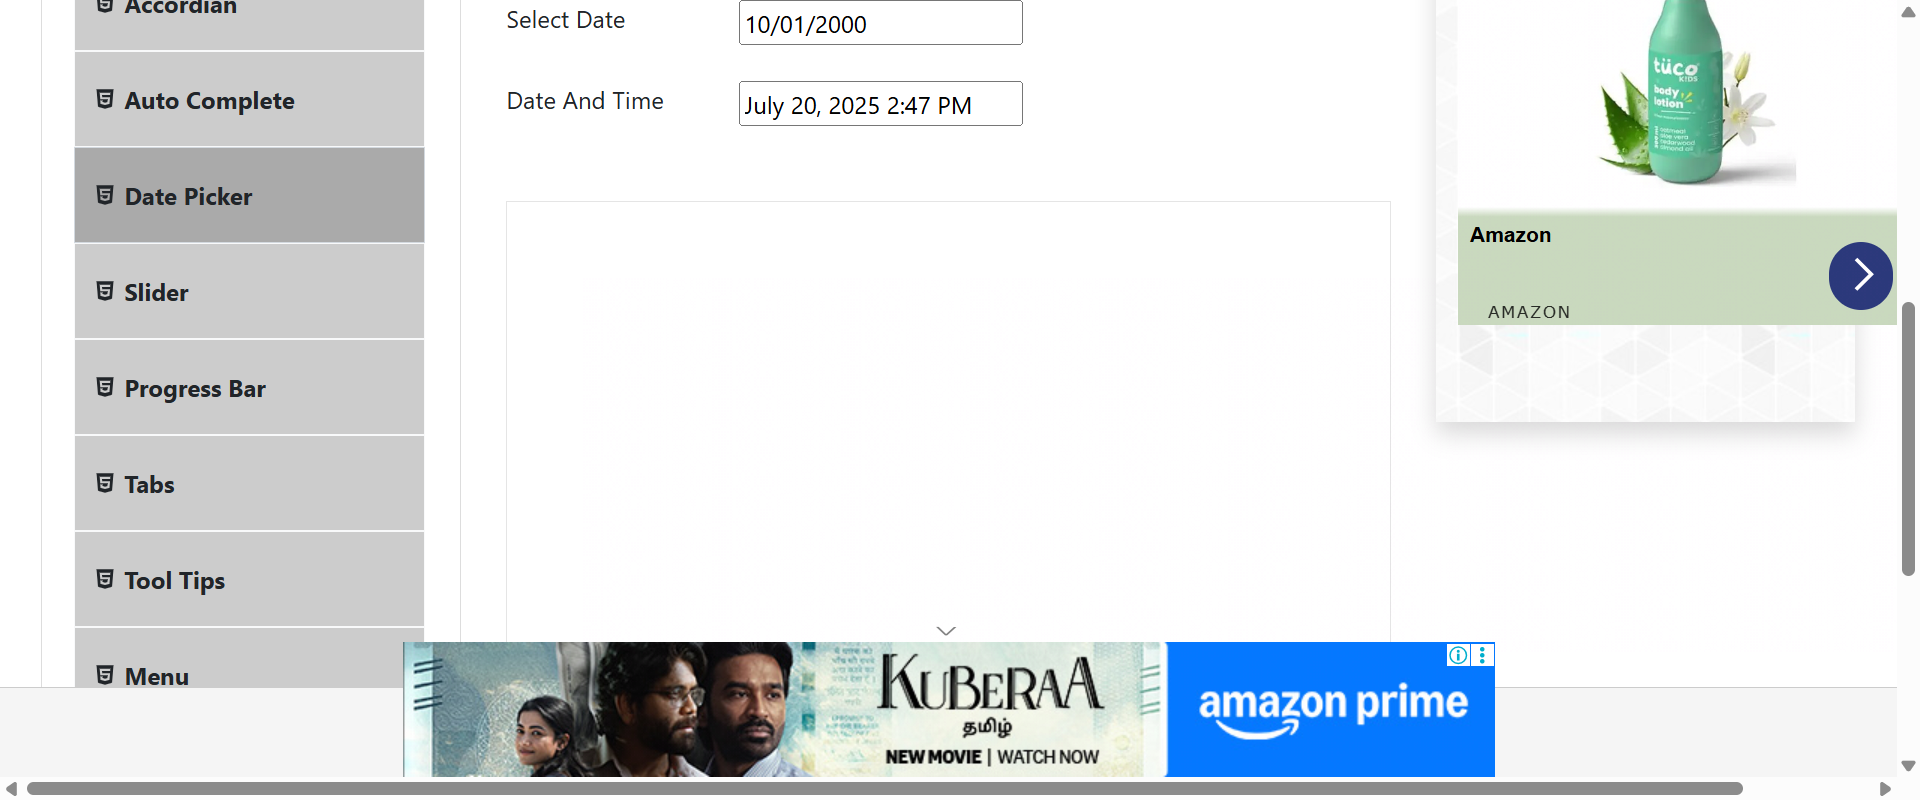 Accordian
Auto Complete
Date Picker
Slider
Progress Bar
Tabs
Tool Tips
Menu
Select Date
10/01/2000
Date And Time
July 20, 2025 2:47 PM
tüco
KIDS
body
lotion
Amazon
AMAZON
KUBERAA
தமிழ்
NEW MOVIE | WATCH NOW
amazon prime